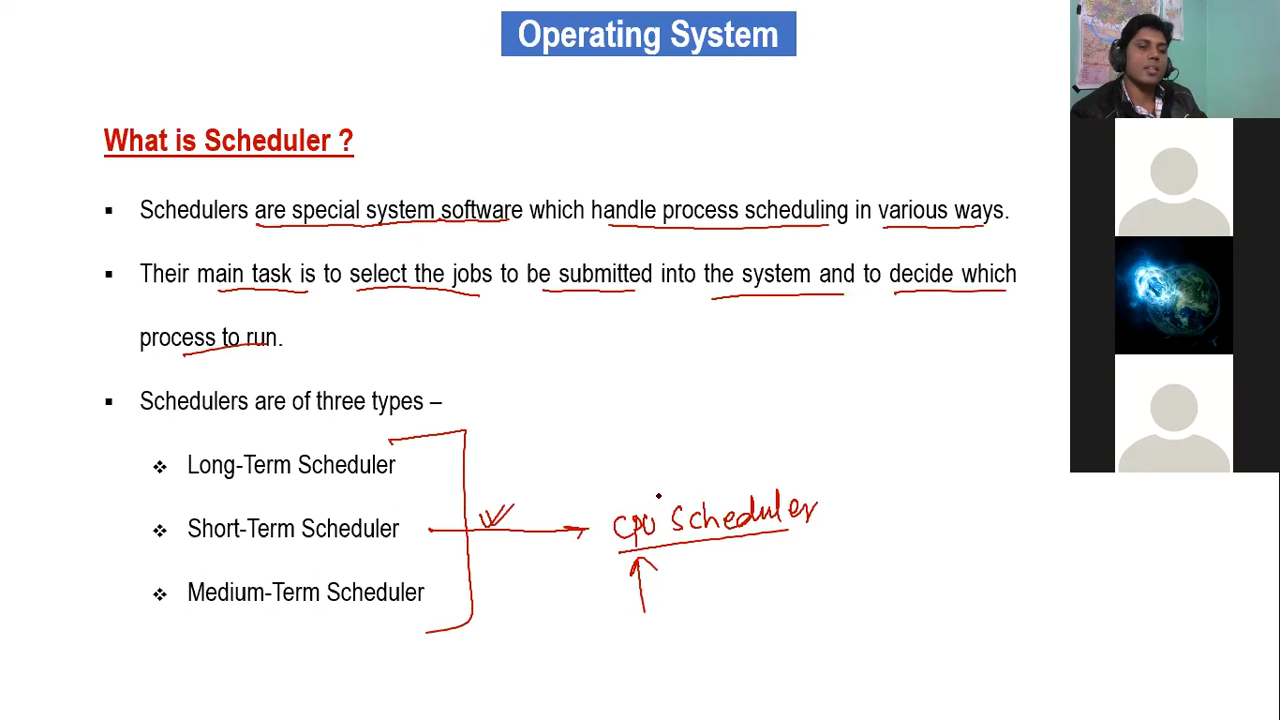 Operating System
What is Scheduler ?
▪ Schedulers are special system software which handle process scheduling in various ways.
▪ Their main task is to select the jobs to be submitted into the system and to decide which
process to run.
▪ Schedulers are of three types –
❖ Long-Term Scheduler
❖ Short-Term Scheduler
CPU Scheduler
❖ Medium-Term Scheduler